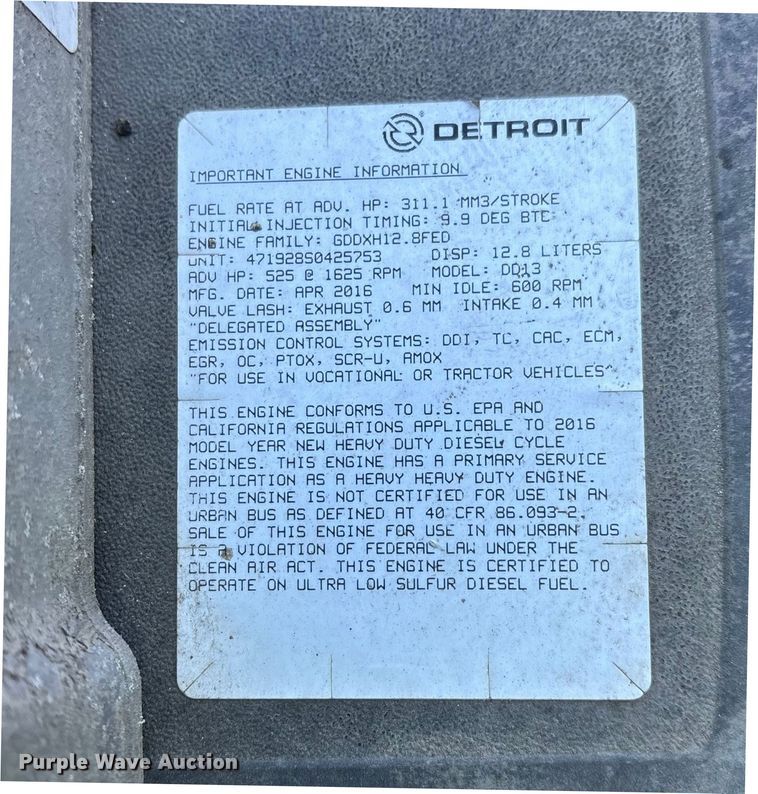 DETROIT
IMPORTANT ENGINE INFORMATION
FUEL RATE AT ADV. HP: 311.1 MM3/STROKE
INITIAL INJECTION TIMING: 9.9 DEG BTC
ENGINE FAMILY: GDDXH12.8FED
UNIT: 471928S0425753 DISP: 12.8 LITERS
ADV HP: 525 @ 1625 RPM MODEL: DD13
MFG. DATE: APR 2016 MIN IDLE: 600 RPM
VALVE LASH: EXHAUST 0.6 MM INTAKE 0.4 MM
"DELEGATED ASSEMBLY"
EMISSION CONTROL SYSTEMS: DDI, TC, CAC, ECM,
EGR, OC, PTOX, SCR-U, AMOX
"FOR USE IN VOCATIONAL OR TRACTOR VEHICLES"
THIS ENGINE CONFORMS TO U.S. EPA AND
CALIFORNIA REGULATIONS APPLICABLE TO 2016
MODEL YEAR NEW HEAVY DUTY DIESEL CYCLE
ENGINES. THIS ENGINE HAS A PRIMARY SERVICE
APPLICATION AS A HEAVY HEAVY DUTY ENGINE.
THIS ENGINE IS NOT CERTIFIED FOR USE IN AN
URBAN BUS AS DEFINED AT 40 CFR 86.093-2.
SALE OF THIS ENGINE FOR USE IN AN URBAN BUS
IS A VIOLATION OF FEDERAL LAW UNDER THE
CLEAN AIR ACT. THIS ENGINE IS CERTIFIED TO
OPERATE ON ULTRA LOW SULFUR DIESEL FUEL.
Purple Wave Auction